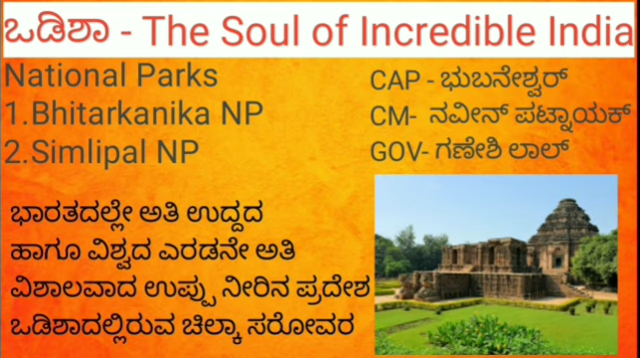 ಒಡಿಶಾ - The Soul of Incredible India
National Parks
1.Bhitarkanika NP
2.Simlipal NP
CAP - ಭುಬನೇಶ್ವರ್
CM- ನವೀನ್ ಪಟ್ನಾಯಕ್
GOV- ಗಣೇಶಿ ಲಾಲ್
ಭಾರತದಲ್ಲೇ ಅತಿ ಉದ್ದದ
ಹಾಗೂ ವಿಶ್ವದ ಎರಡನೇ ಅತಿ
ವಿಶಾಲವಾದ ಉಪ್ಪು ನೀರಿನ ಪ್ರದೇಶ
ಒಡಿಶಾದಲ್ಲಿರುವ ಚಿಲ್ಕಾ ಸರೋವರ